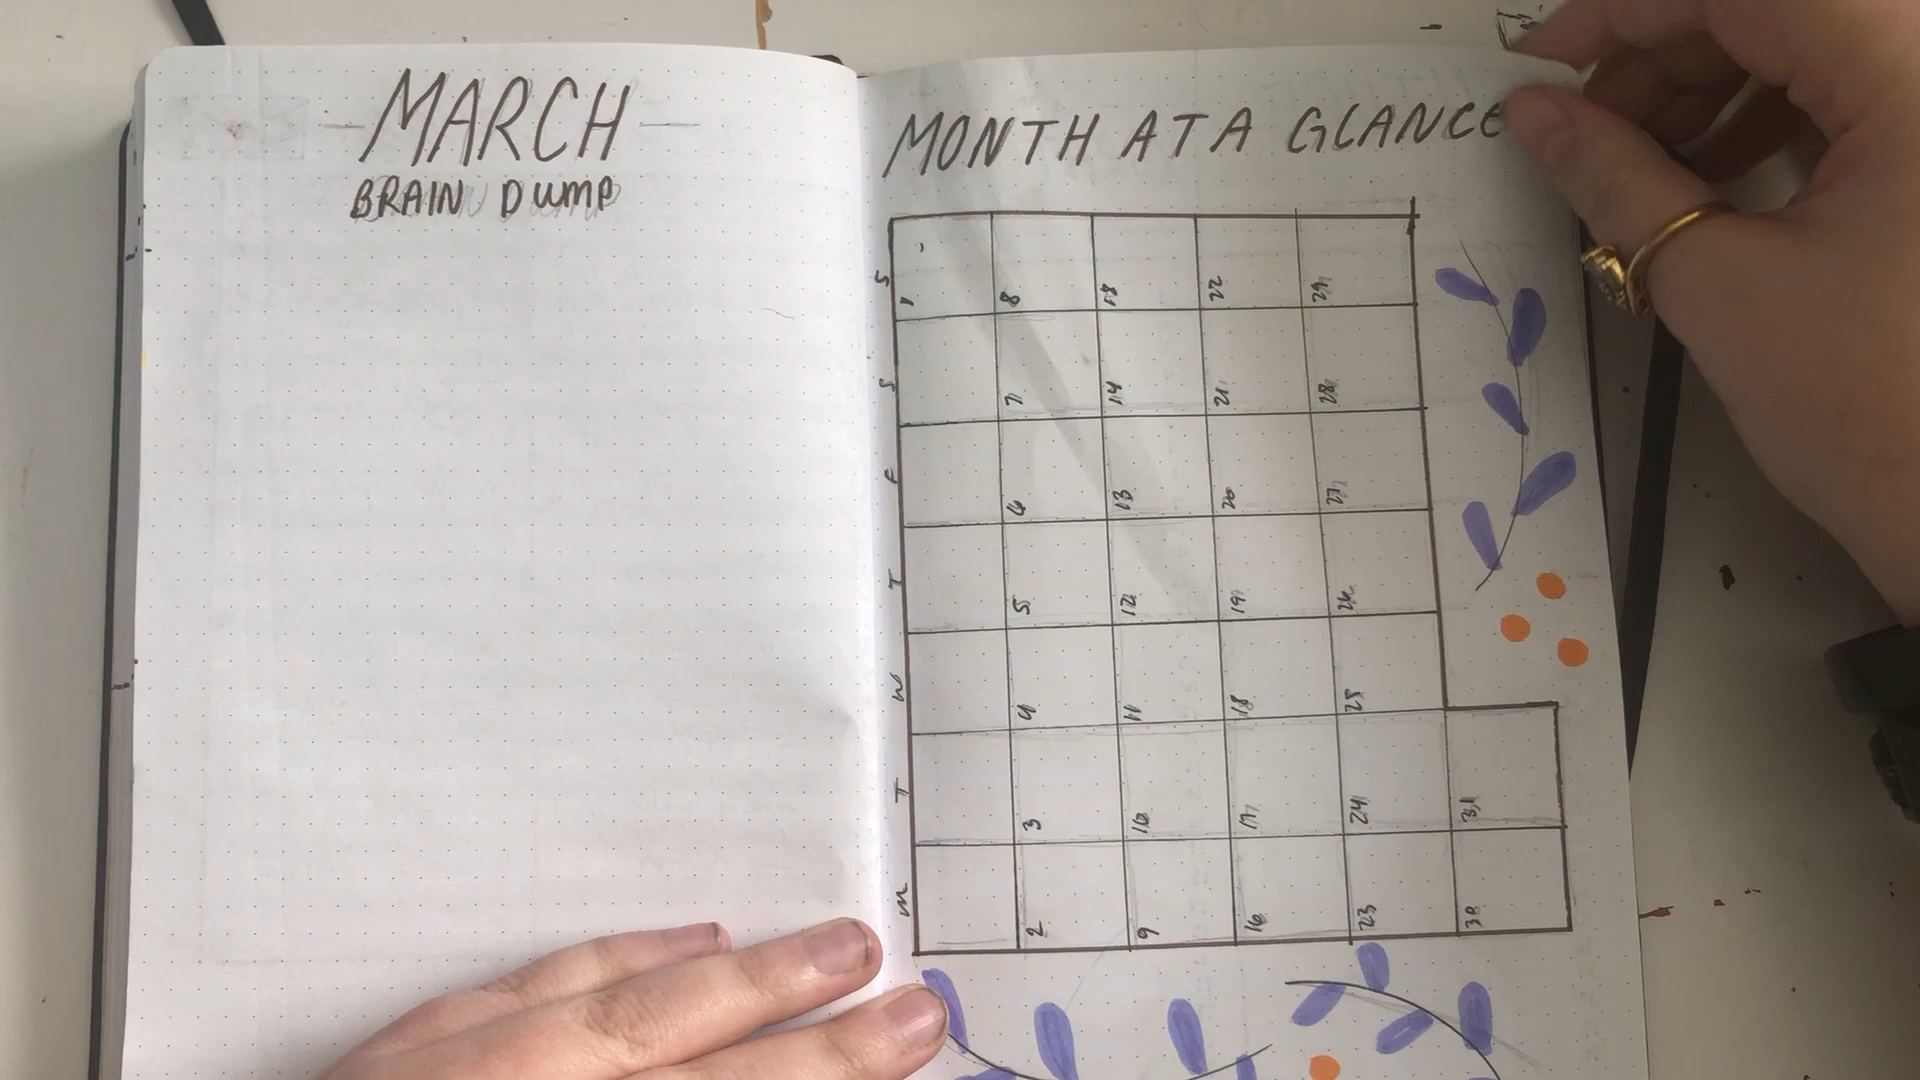 MARCH
BRAIN DUMP
MONTH AT A GLANCE
M T W T F S S
1
2 3 4 5 6 7 8
9 10 11 12 13 14
16 17 18 19 20 21 22
23 24 25 26 27 28 29
30 31